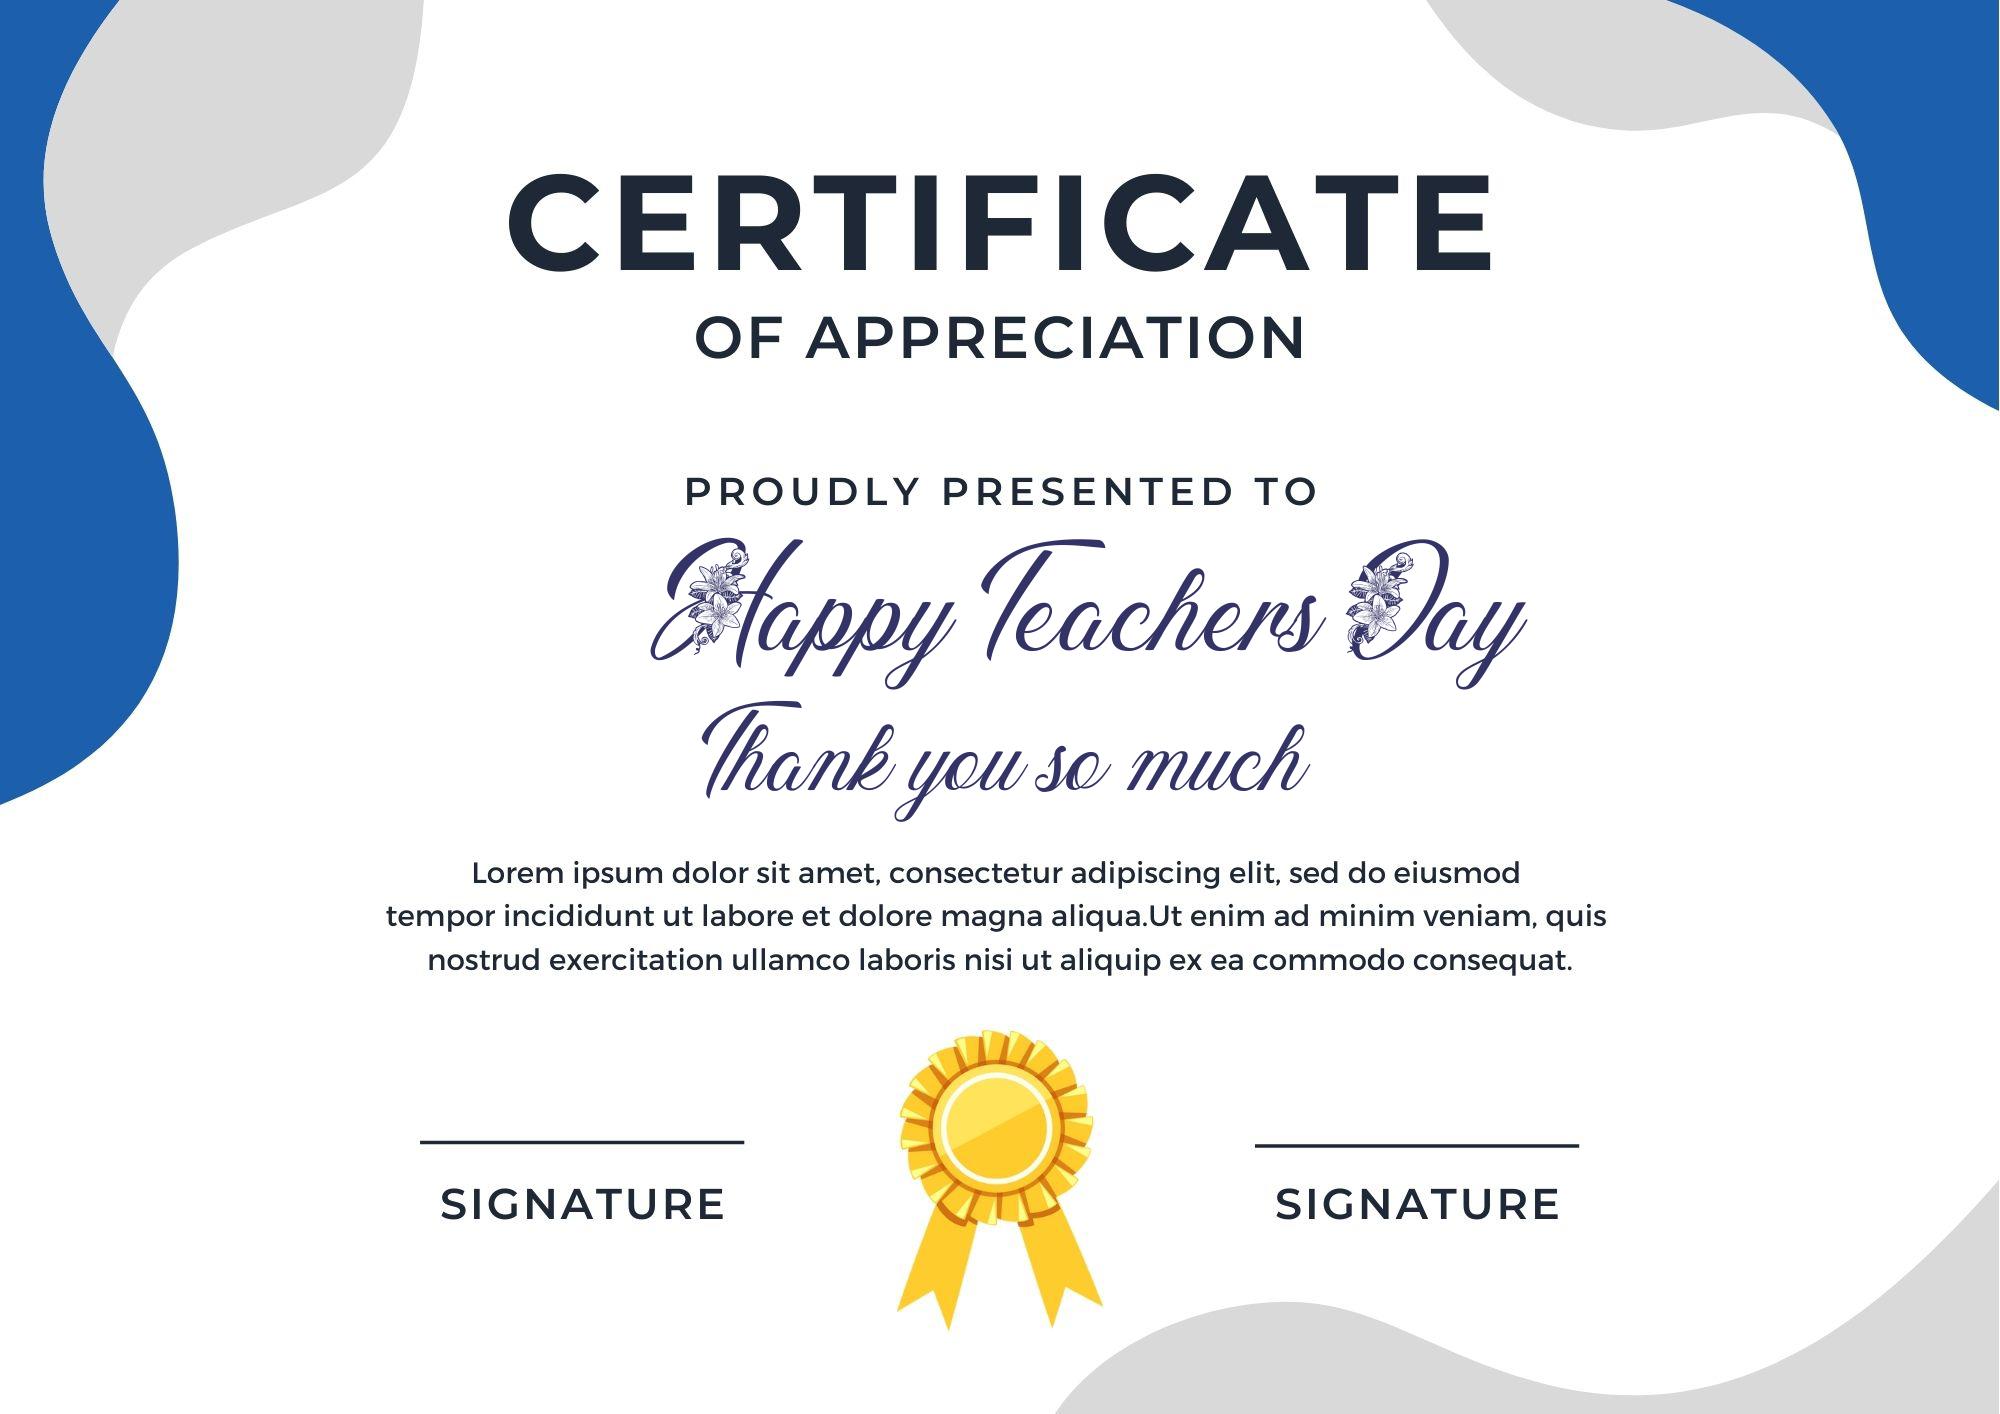 CERTIFICATE
OF APPRECIATION
PROUDLY PRESENTED TO
Happy Teachers Day
Thank you so much
Lorem ipsum dolor sit amet, consectetur adipiscing elit, sed do eiusmod
tempor incididunt ut labore et dolore magna aliqua.Ut enim ad minim veniam, quis
nostrud exercitation ullamco laboris nisi ut aliquip ex ea commodo consequat.
SIGNATURE
SIGNATURE